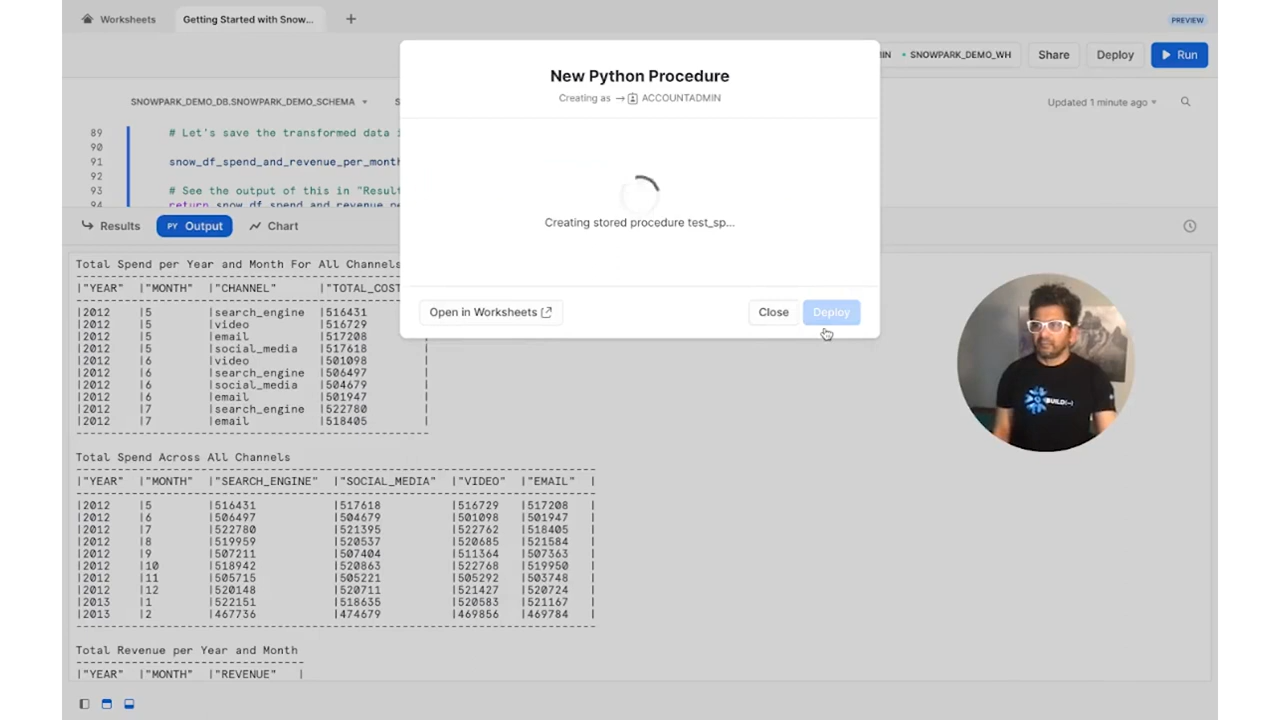 Worksheets
Getting Started with Snow...
PREVIEW
New Python Procedure
Creating as → ACCOUNTADMIN
IN • SNOWPARK_DEMO_WH
Share
Deploy
Run
SNOWPARK_DEMO_DB.SNOWPARK_DEMO_SCHEMA
S
Updated 1 minute ago
89 # Let's save the transformed data i
90
91 snow_df_spend_and_revenue_per_month
92
93 # See the output of this in "Resul
94 return snow_df_spend_and_revenue_pe
Creating stored procedure test_sp...
Results
PY Output
Chart
Open in Worksheets
Close
Deploy
Total Spend per Year and Month For All Channels
|"YEAR" |"MONTH" |"CHANNEL" |"TOTAL_COST
|2012 |5 |search_engine |516431 |
|2012 |5 |video |516729 |
|2012 |5 |email |517208 |
|2012 |5 |social_media |517618 |
|2012 |6 |video |501098 |
|2012 |6 |search_engine |506497 |
|2012 |6 |social_media |504679 |
|2012 |6 |email |501947 |
|2012 |7 |search_engine |522780 |
|2012 |7 |email |518405 |
BUILD
Total Spend Across All Channels
|"YEAR" |"MONTH" |"SEARCH_ENGINE" |"SOCIAL_MEDIA" |"VIDEO" |"EMAIL" |
|2012 |5 |516431 |517618 |516729 |517208 |
|2012 |6 |506497 |504679 |501098 |501947 |
|2012 |7 |522780 |521395 |522762 |518405 |
|2012 |8 |519959 |520537 |520685 |521584 |
|2012 |9 |507211 |507404 |511364 |507363 |
|2012 |10 |518942 |520863 |522768 |519950 |
|2012 |11 |505715 |505221 |505292 |503748 |
|2012 |12 |520148 |520711 |521427 |520724 |
|2013 |1 |522151 |518635 |520583 |521167 |
|2013 |2 |467736 |474679 |469856 |469784 |
Total Revenue per Year and Month
|"YEAR" |"MONTH" |"REVENUE" |